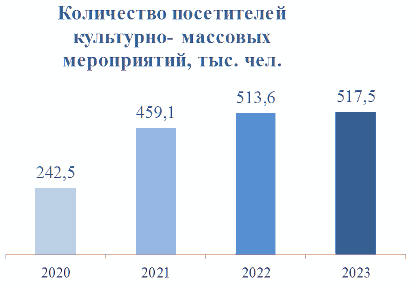 Количество посетителей
культурно- массовых
мероприятий, тыс. чел.
242,5
459,1
513,6
517,5
2020
2021
2022
2023